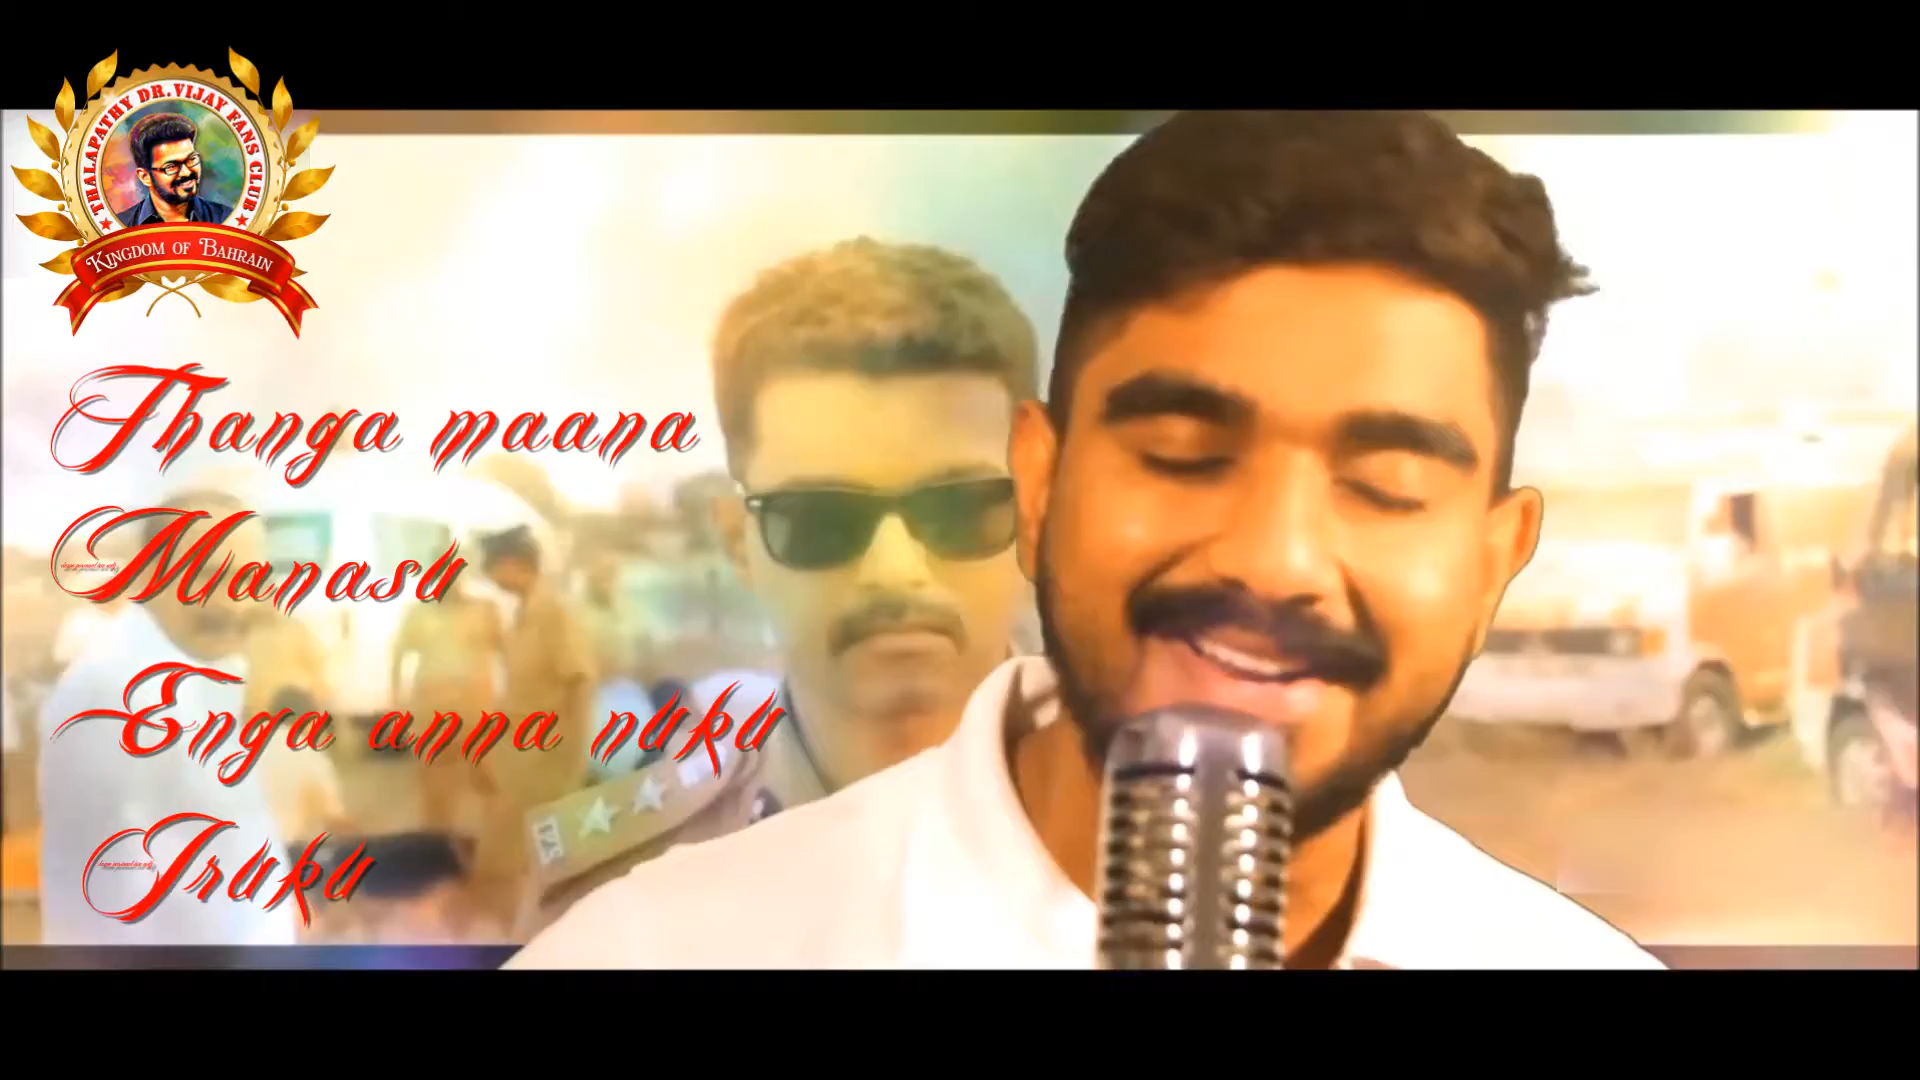 THALAPATHY DR. VIJAY FANS CLUB
KINGDOM OF BAHRAIN
Thanga maana
Manasu
Enga anna nuku
Iruku